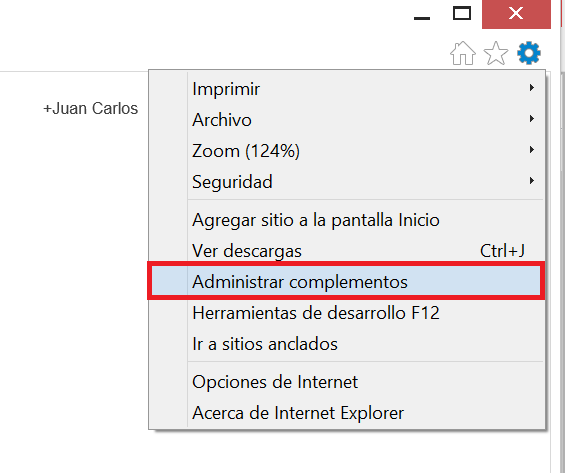 +Juan Carlos
Imprimir
Archivo
Zoom (124%)
Seguridad
Agregar sitio a la pantalla Inicio
Ver descargas Ctrl+J
Administrar complementos
Herramientas de desarrollo F12
Ir a sitios anclados
Opciones de Internet
Acerca de Internet Explorer